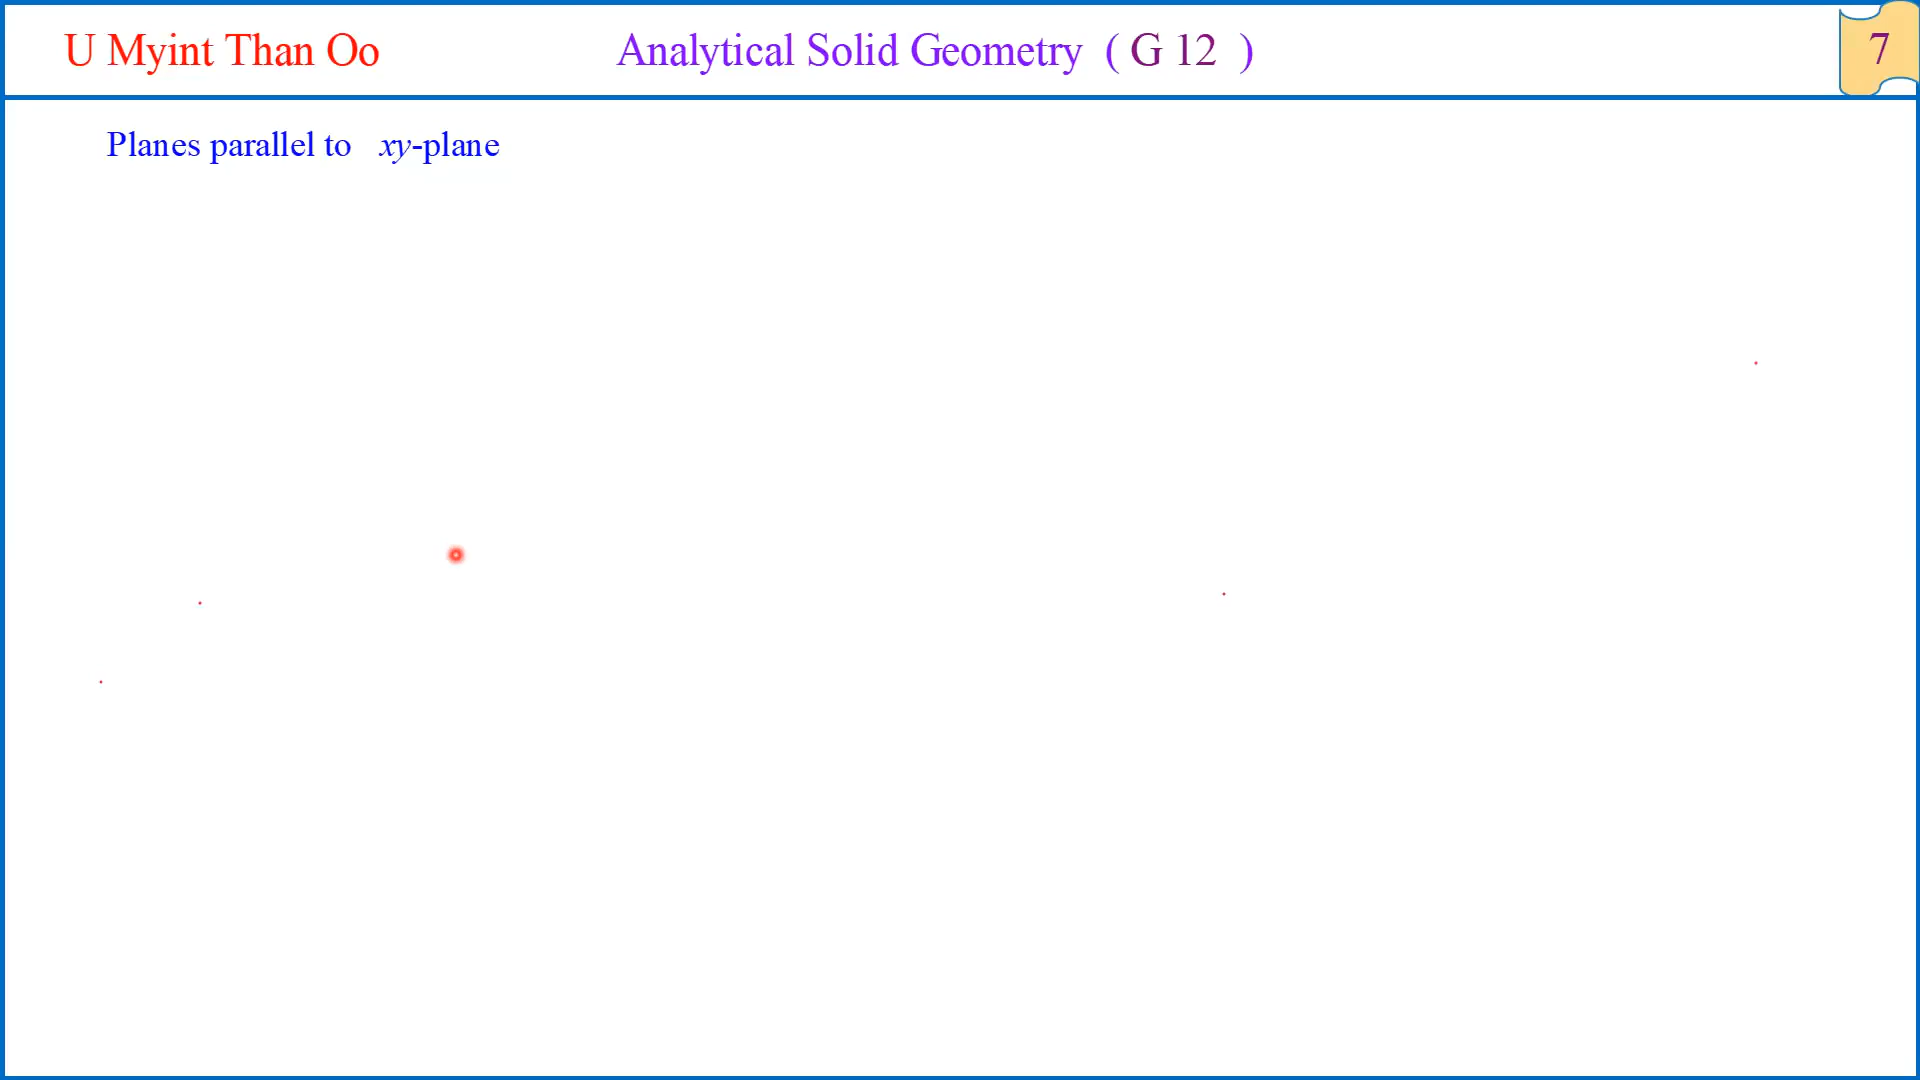 U Myint Than Oo Analytical Solid Geometry ( G 12 ) 7
Planes parallel to xy-plane